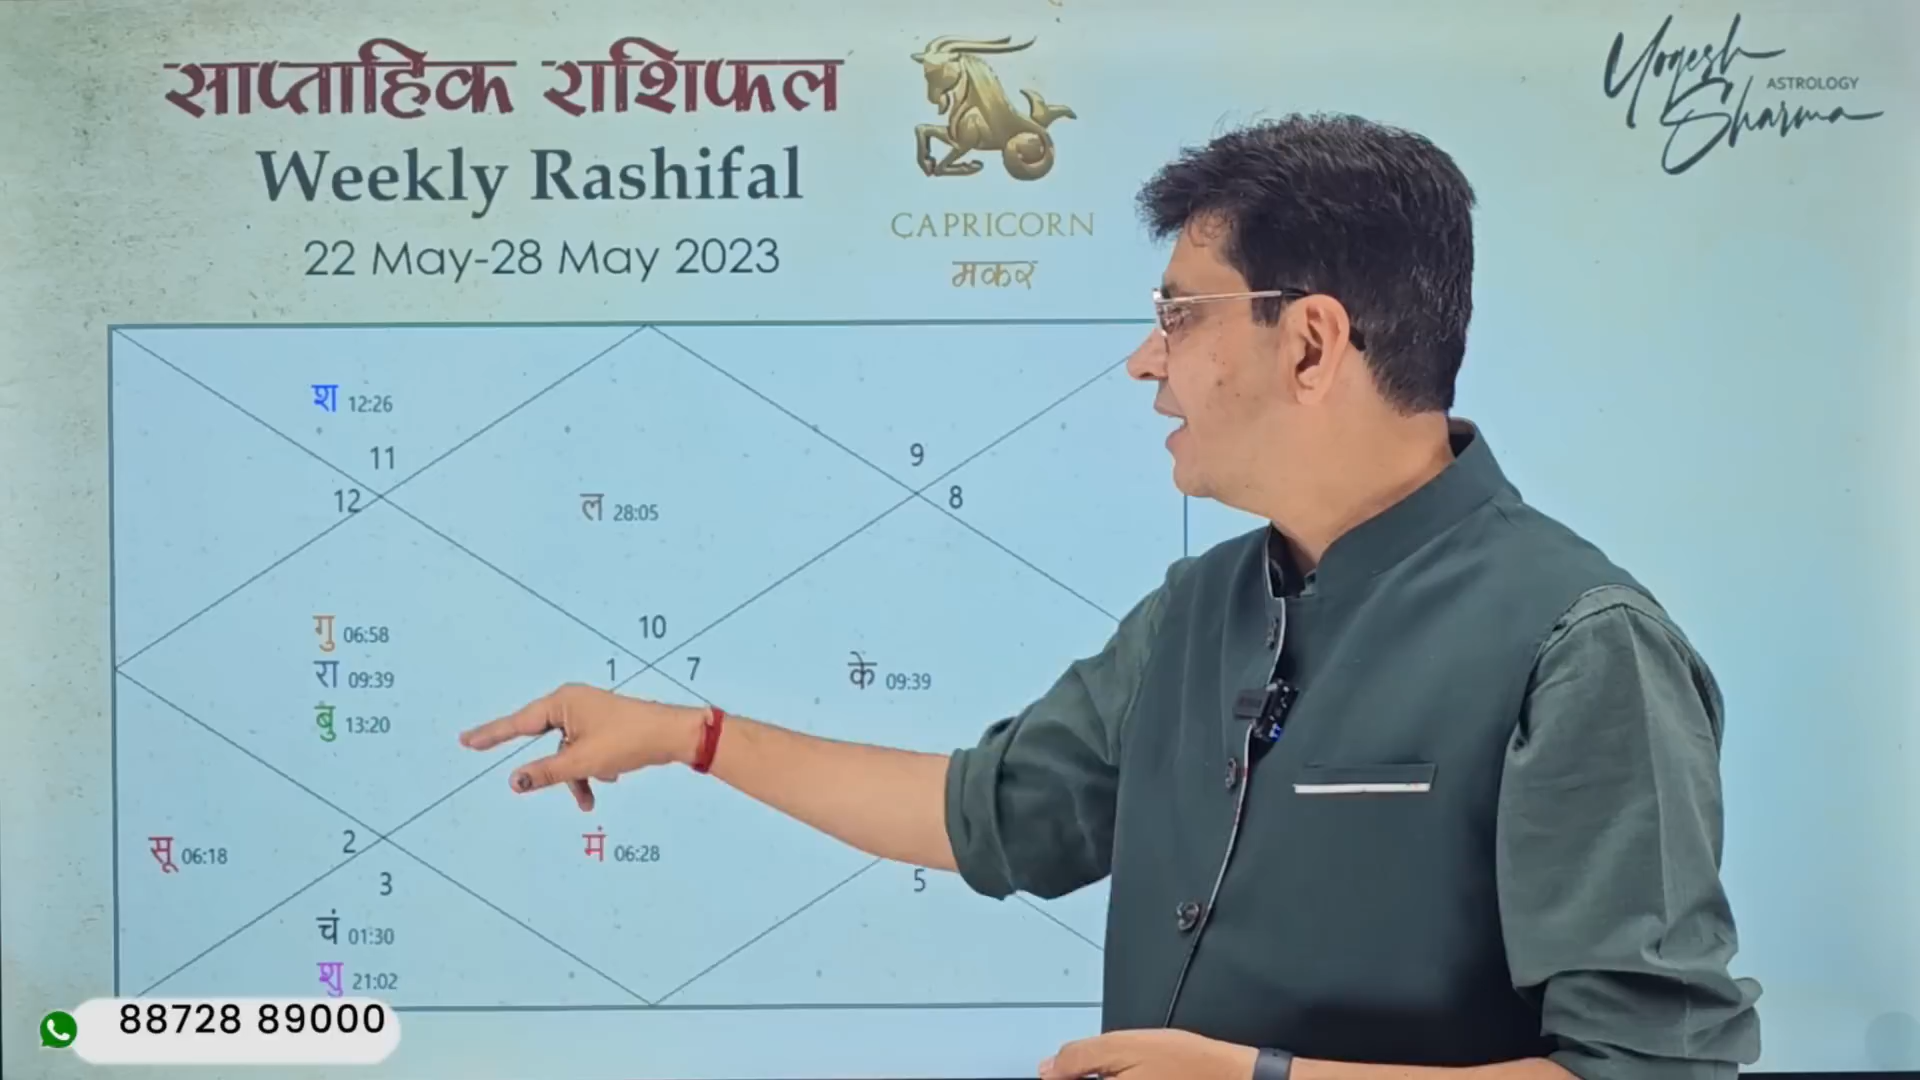 साप्ताहिक राशिफल
Weekly Rashifal
22 May-28 May 2023
CAPRICORN
मकर
Yogesh Sharma
ASTROLOGY
श 12:26
11
12
ल 28:05
9
8
गु 06:58
रा 09:39
बु 13:20
10
1
7
के 09:39
सू 06:18
2
3
मं 06:28
5
चं 01:30
शु 21:02
88728 89000